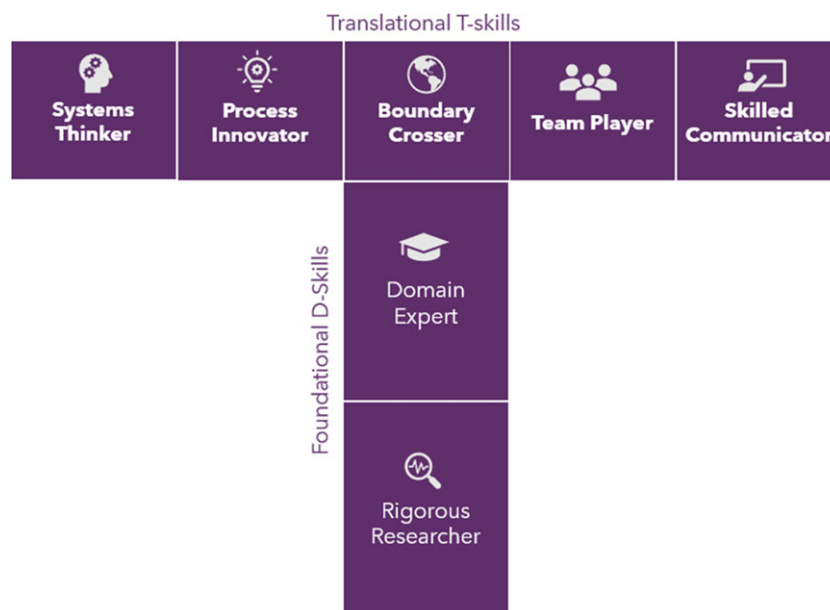 Translational T-skills
Systems
Thinker
Process
Innovator
Boundary
Crosser
Team Player
Skilled
Communicator
Foundational D-Skills
Domain
Expert
Rigorous
Researcher